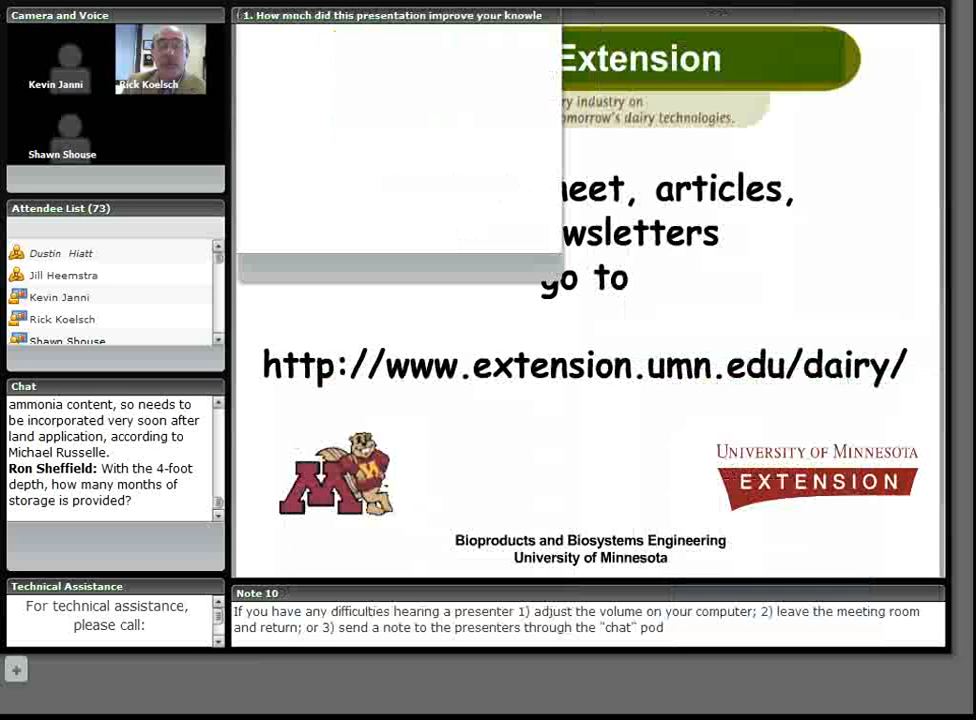 Camera and Voice
Kevin Janni
Rick Koelsch
Shawn Shouse
Attendee List (73)
Dustin Hiatt
Jill Heemstra
Kevin Janni
Rick Koelsch
Shawn Shouse
Chat
ammonia content, so needs to
be incorporated very soon after
land application, according to
Michael Russelle.
Ron Sheffield: With the 4-foot
depth, how many months of
storage is provided?
Technical Assistance
For technical assistance,
please call:
1. How much did this presentation improve your knowle
Extension
ry industry on
omorrow's dairy technologies.
eet, articles,
wsletters
go to
http://www.extension.umn.edu/dairy/
M
UNIVERSITY OF MINNESOTA
EXTENSION
Bioproducts and Biosystems Engineering
University of Minnesota
Note 10
If you have any difficulties hearing a presenter 1) adjust the volume on your computer; 2) leave the meeting room
and return; or 3) send a note to the presenters through the "chat" pod